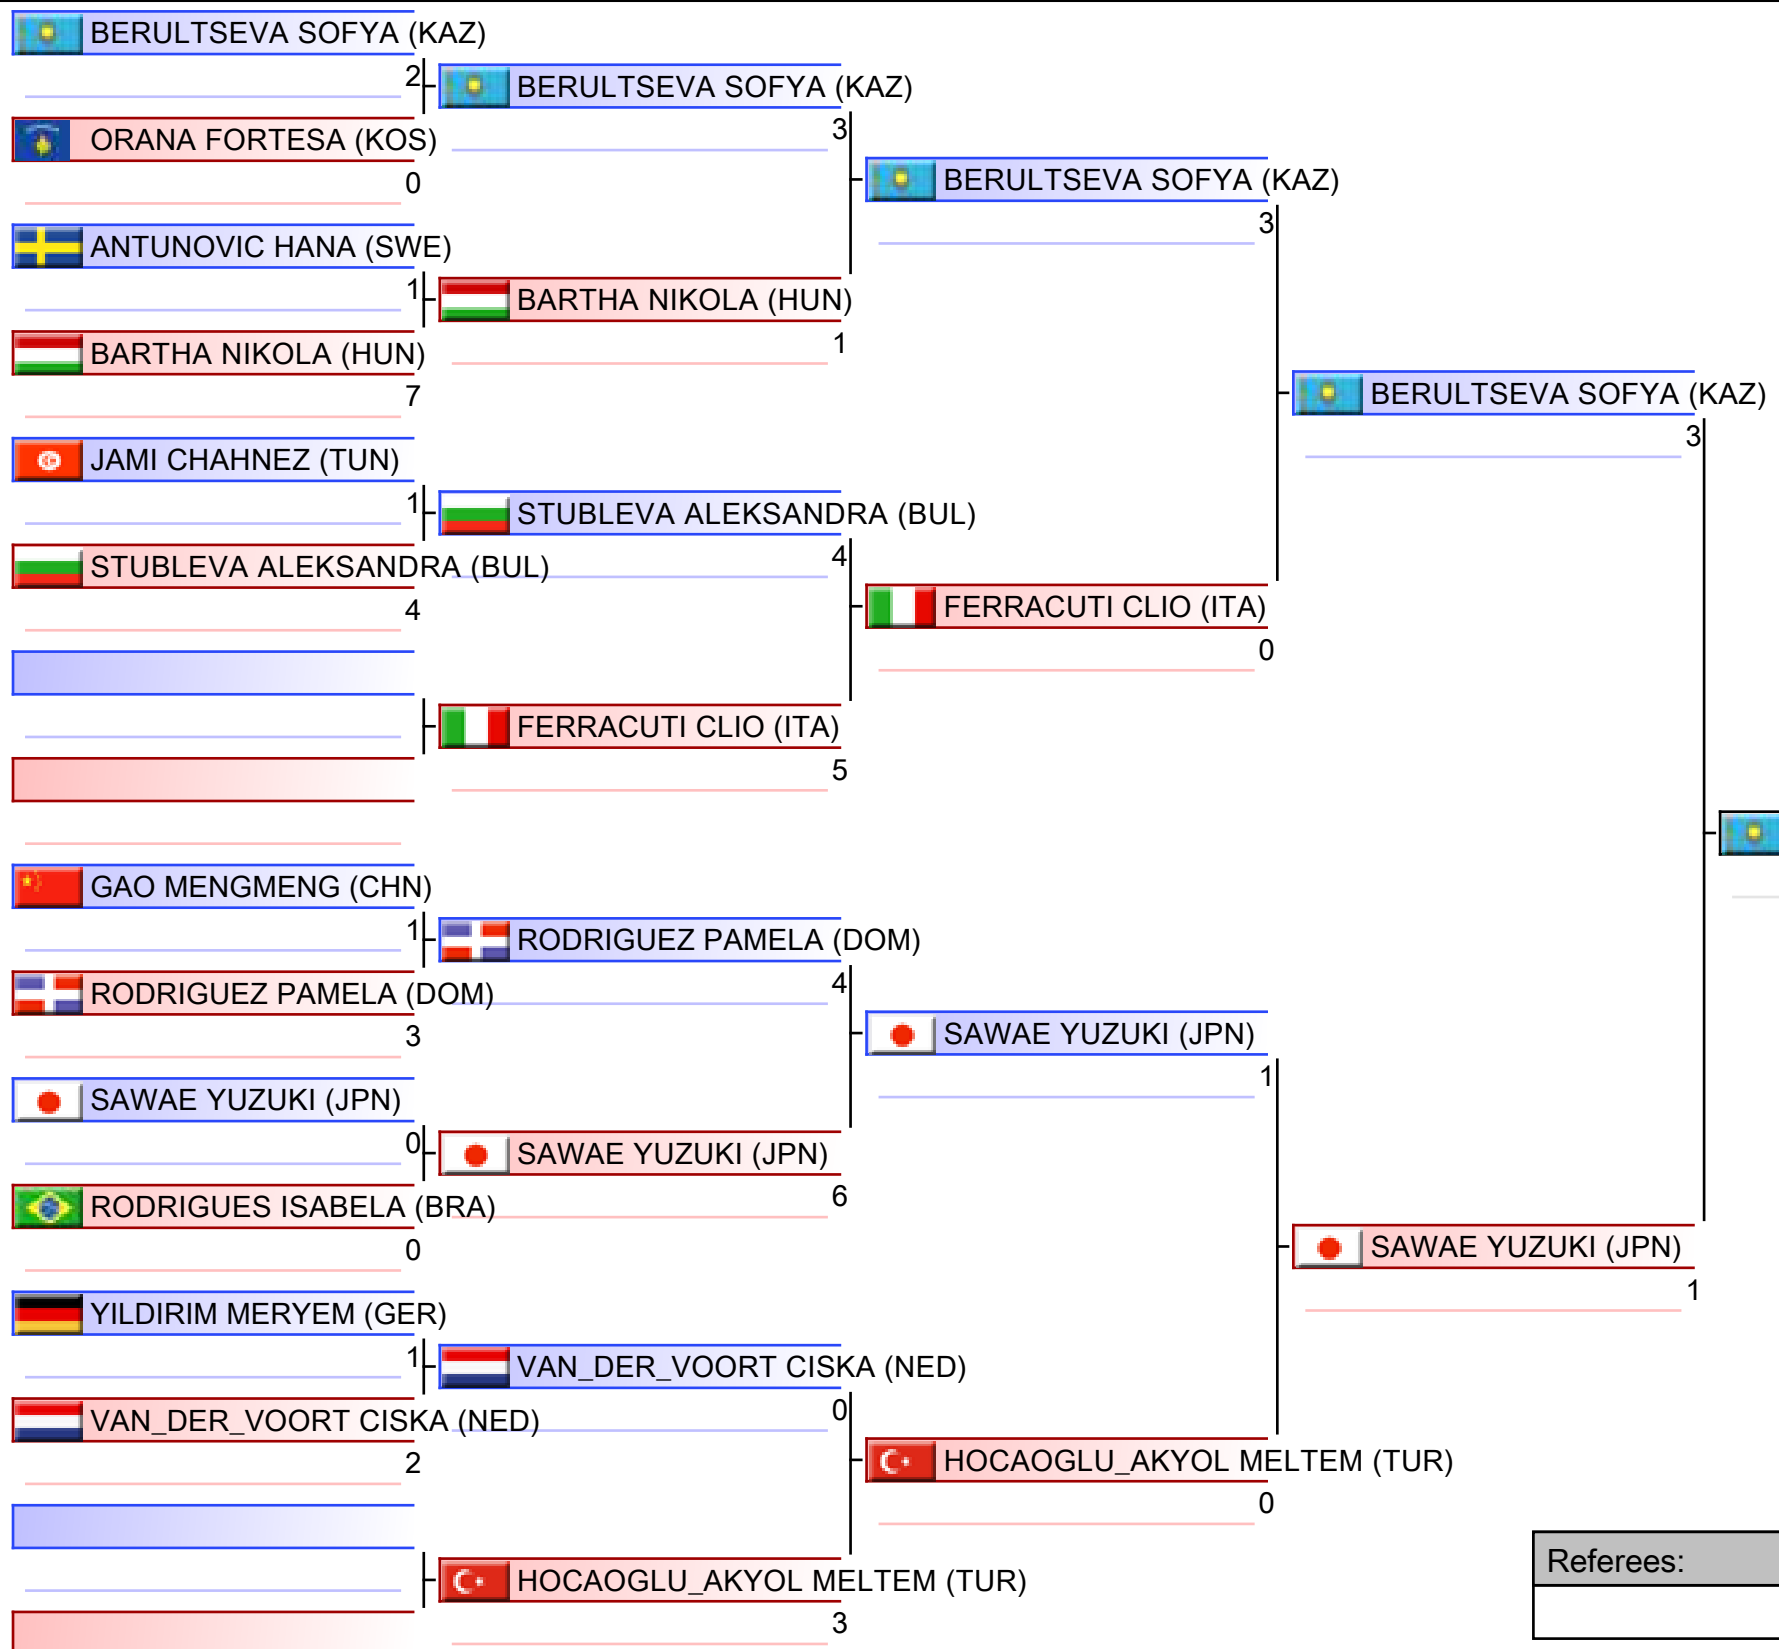 BERULTSEVA SOFYA (KAZ)
2
ORANA FORTESA (KOS)
0
ANTUNOVIC HANA (SWE)
1
BARTHA NIKOLA (HUN)
7
JAMI CHAHNEZ (TUN)
1
STUBLEVA ALEKSANDRA (BUL)
4
GAO MENGMENG (CHN)
1
RODRIGUEZ PAMELA (DOM)
3
SAWAE YUZUKI (JPN)
0
RODRIGUES ISABELA (BRA)
0
YILDIRIM MERYEM (GER)
1
VAN_DER_VOORT CISKA (NED)
2
BERULTSEVA SOFYA (KAZ)
3
BARTHA NIKOLA (HUN)
1
STUBLEVA ALEKSANDRA (BUL)
4
FERRACUTI CLIO (ITA)
5
RODRIGUEZ PAMELA (DOM)
4
SAWAE YUZUKI (JPN)
6
VAN_DER_VOORT CISKA (NED)
0
HOCAOGLU_AKYOL MELTEM (TUR)
3
BERULTSEVA SOFYA (KAZ)
3
FERRACUTI CLIO (ITA)
0
SAWAE YUZUKI (JPN)
1
HOCAOGLU_AKYOL MELTEM (TUR)
0
BERULTSEVA SOFYA (KAZ)
3
SAWAE YUZUKI (JPN)
1
Referees: